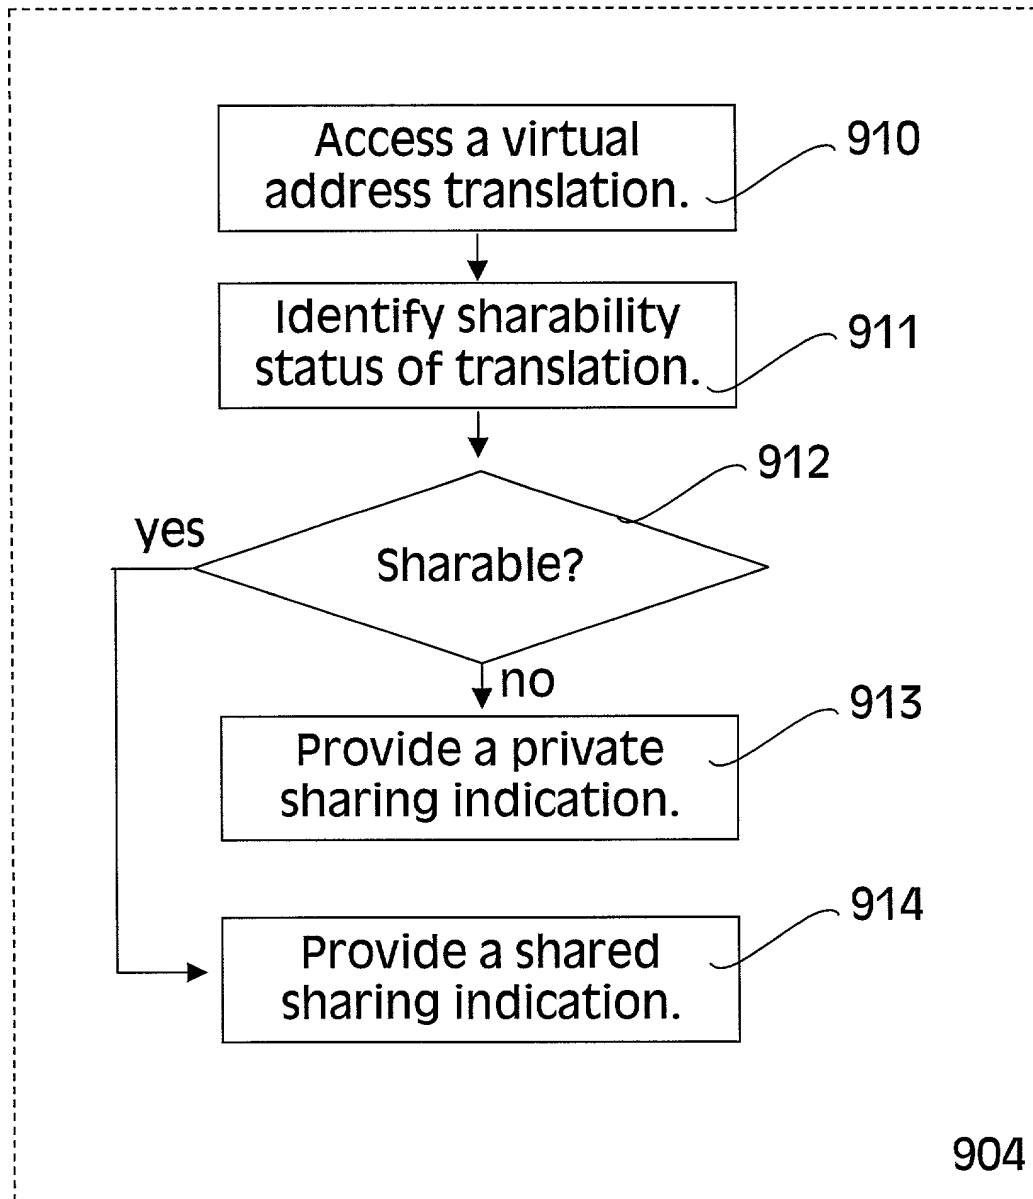 Access a virtual
address translation.
910
Identify sharability
status of translation.
911
912
yes
Sharable?
no
913
Provide a private
sharing indication.
914
Provide a shared
sharing indication.
904